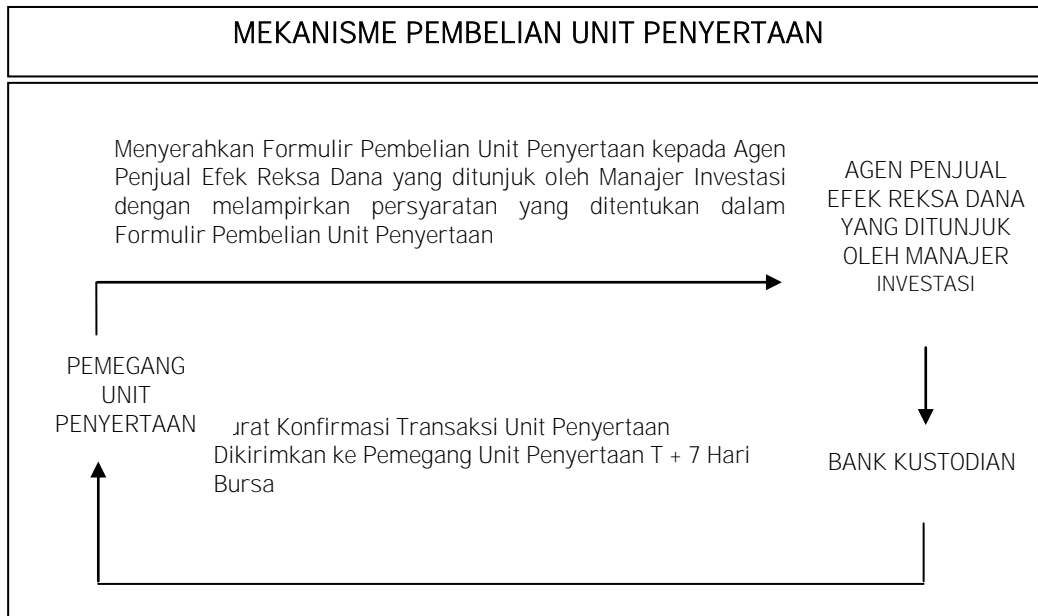 MEKANISME PEMBELIAN UNIT PENYERTAAN
Menyerahkan Formulir Pembelian Unit Penyertaan kepada Agen
Penjual Efek Reksa Dana yang ditunjuk oleh Manajer Investasi
dengan melampirkan persyaratan yang ditentukan dalam
Formulir Pembelian Unit Penyertaan
AGEN PENJUAL
EFEK REKSA DANA
YANG DITUNJUK
OLEH MANAJER
INVESTASI
PEMEGANG
UNIT
PENYERTAAN
Konfirmasi Transaksi Unit Penyertaan
Dikirimkan ke Pemegang Unit Penyertaan T + 7 Hari
Bursa
BANK KUSTODIAN